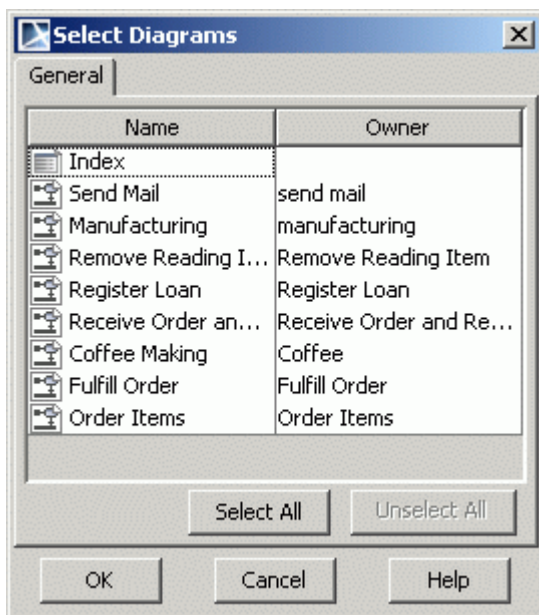 Select Diagrams
General
Name Owner
Index
Send Mail send mail
Manufacturing manufacturing
Remove Reading I... Remove Reading Item
Register Loan Register Loan
Receive Order an... Receive Order and Re...
Coffee Making Coffee
Fulfill Order Fulfill Order
Order Items Order Items
Select All Unselect All
OK Cancel Help